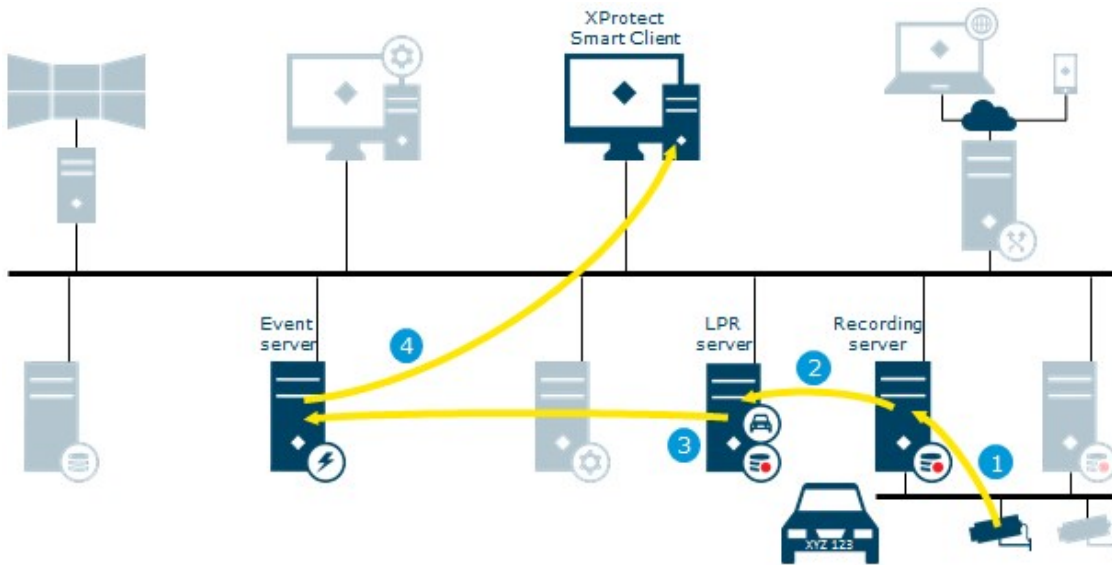 XProtect
Smart Client
Event
server
4
LPR
server
3
2
Recording
server
1
XYZ 123